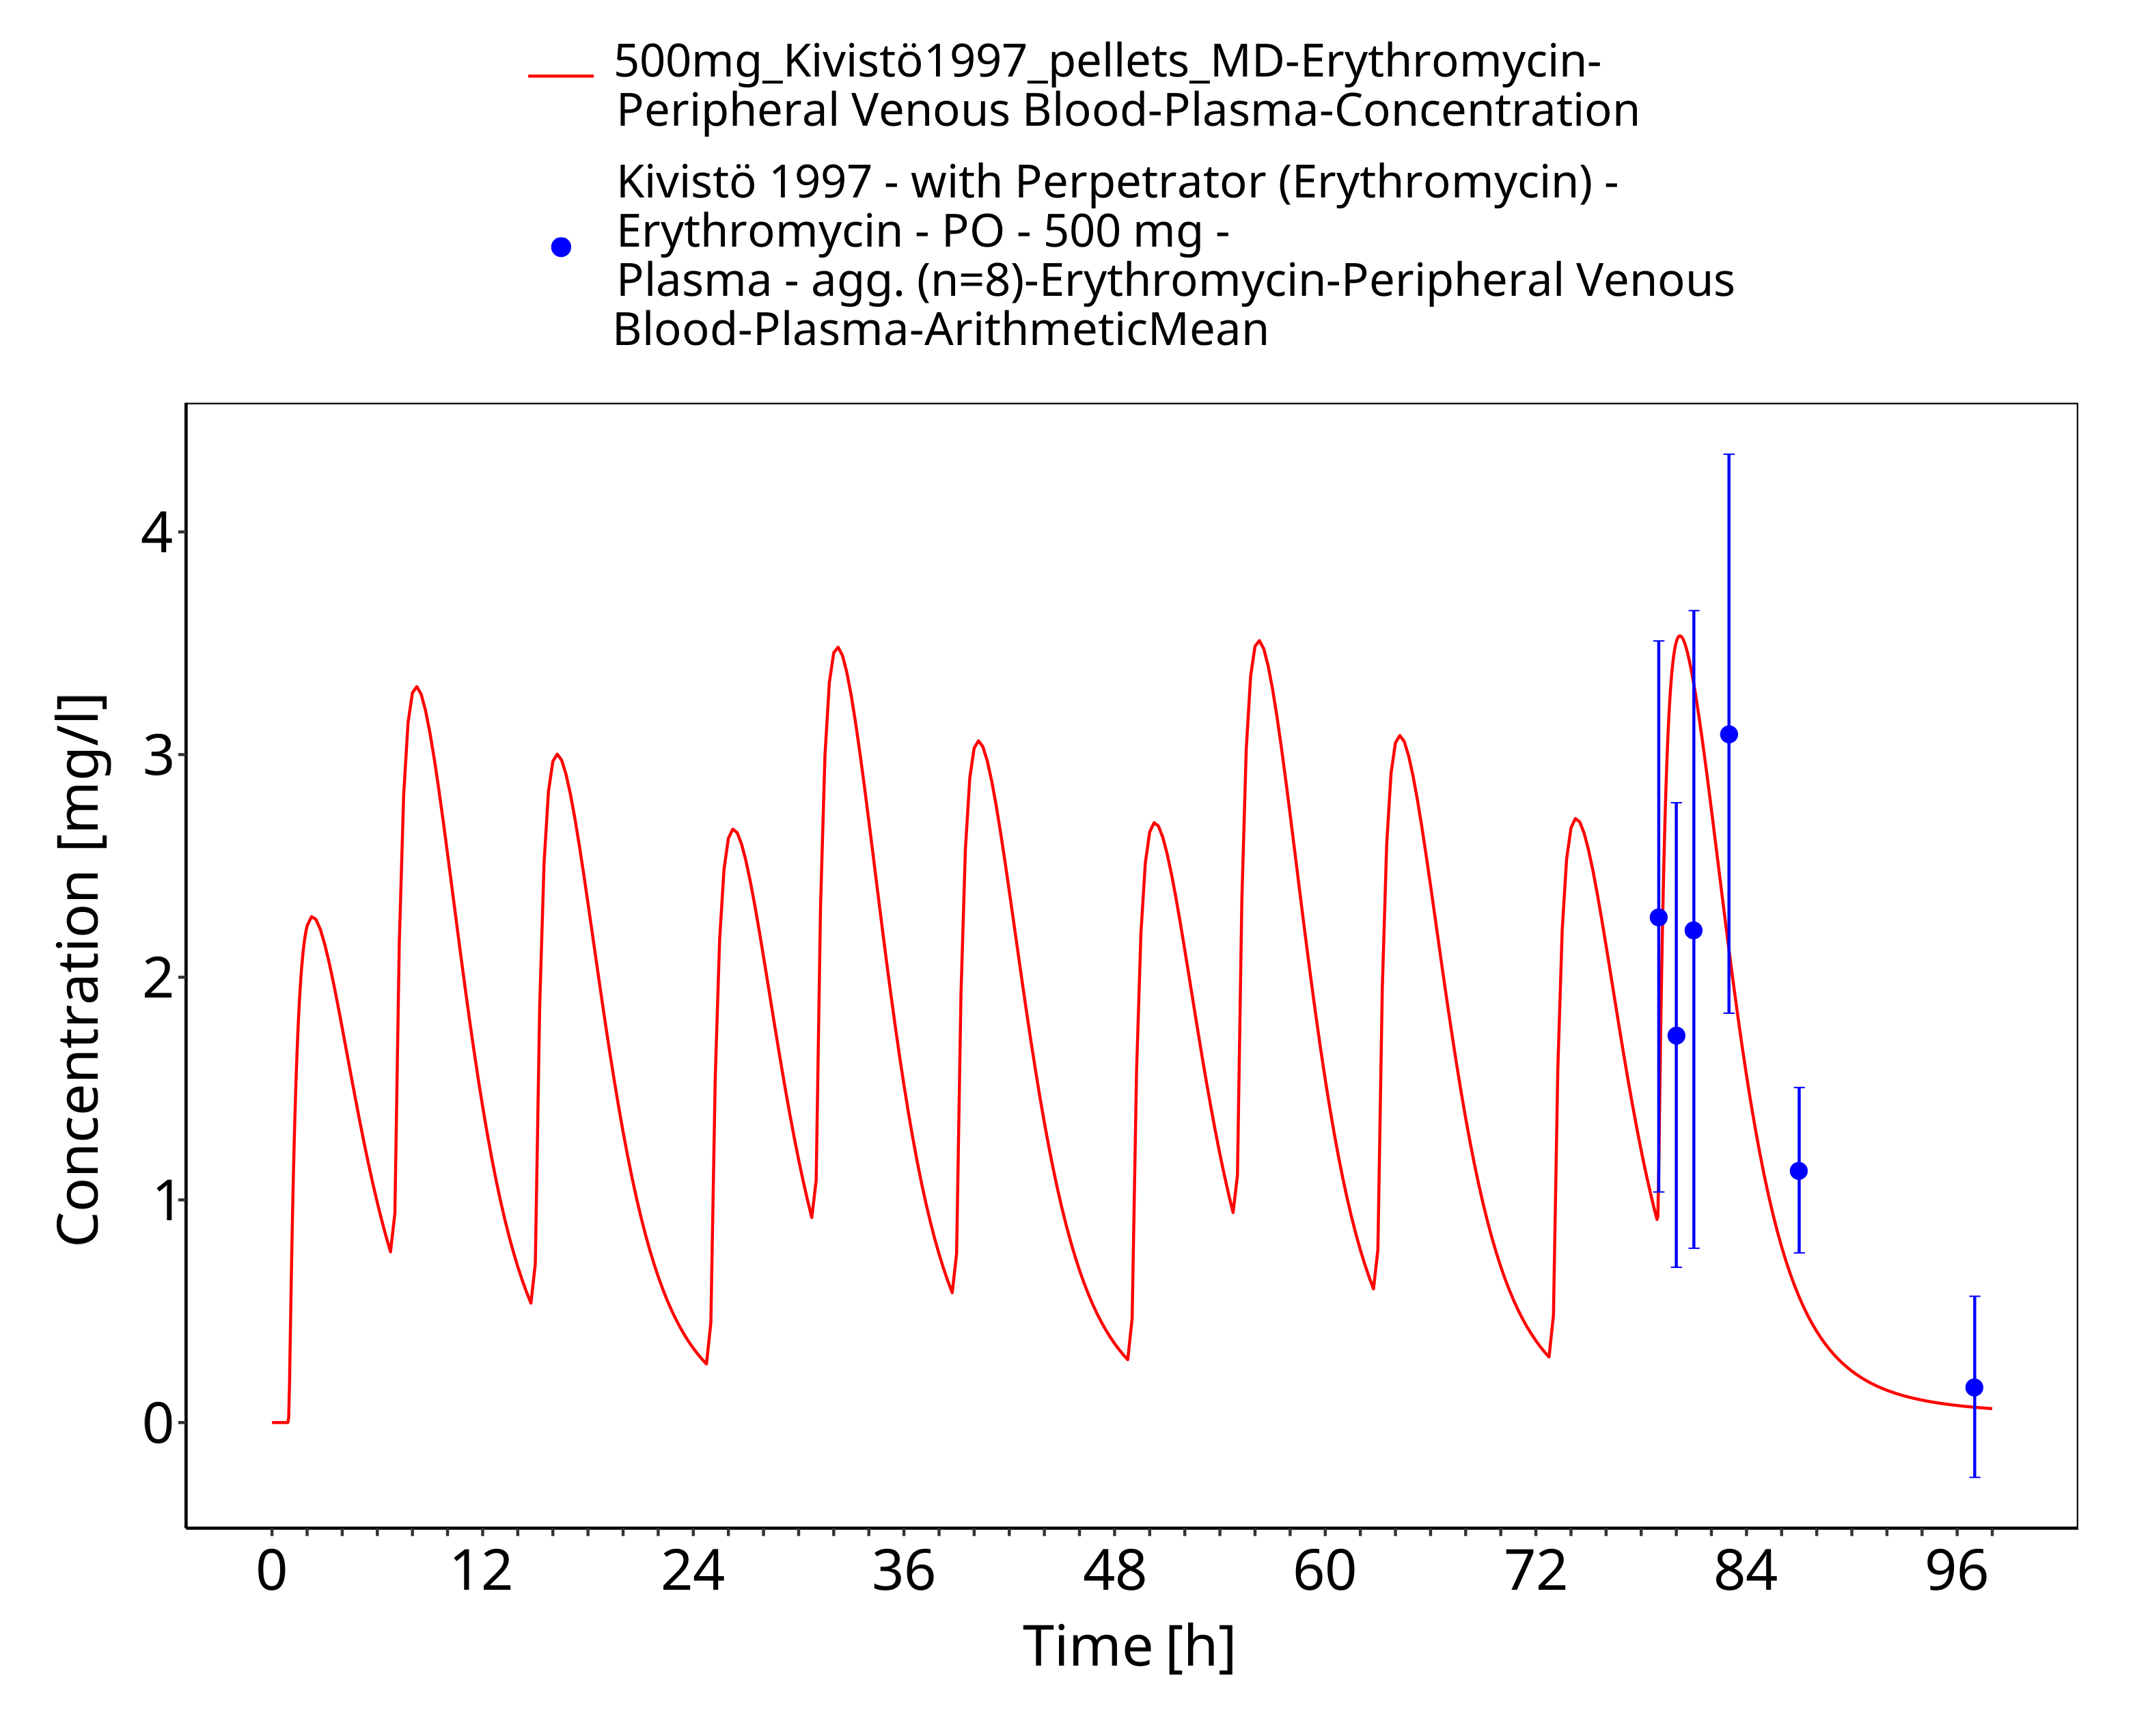 500mg_Kivistö1997_pellets_MD-Erythromycin-
Peripheral Venous Blood-Plasma-Concentration
Kivistö 1997 - with Perpetrator (Erythromycin) -
Erythromycin - PO - 500 mg -
Plasma - agg. (n=8)-Erythromycin-Peripheral Venous
Blood-Plasma-ArithmeticMean
Concentration [mg/l]
4
3
2
1
0
0 12 24 36 48 60 72 84 96
Time [h]